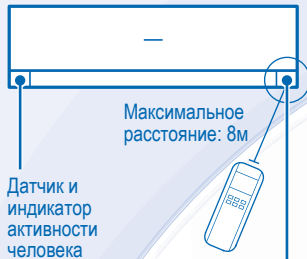 Максимальное
расстояние: 8м
Датчик и
индикатор
активности
человека